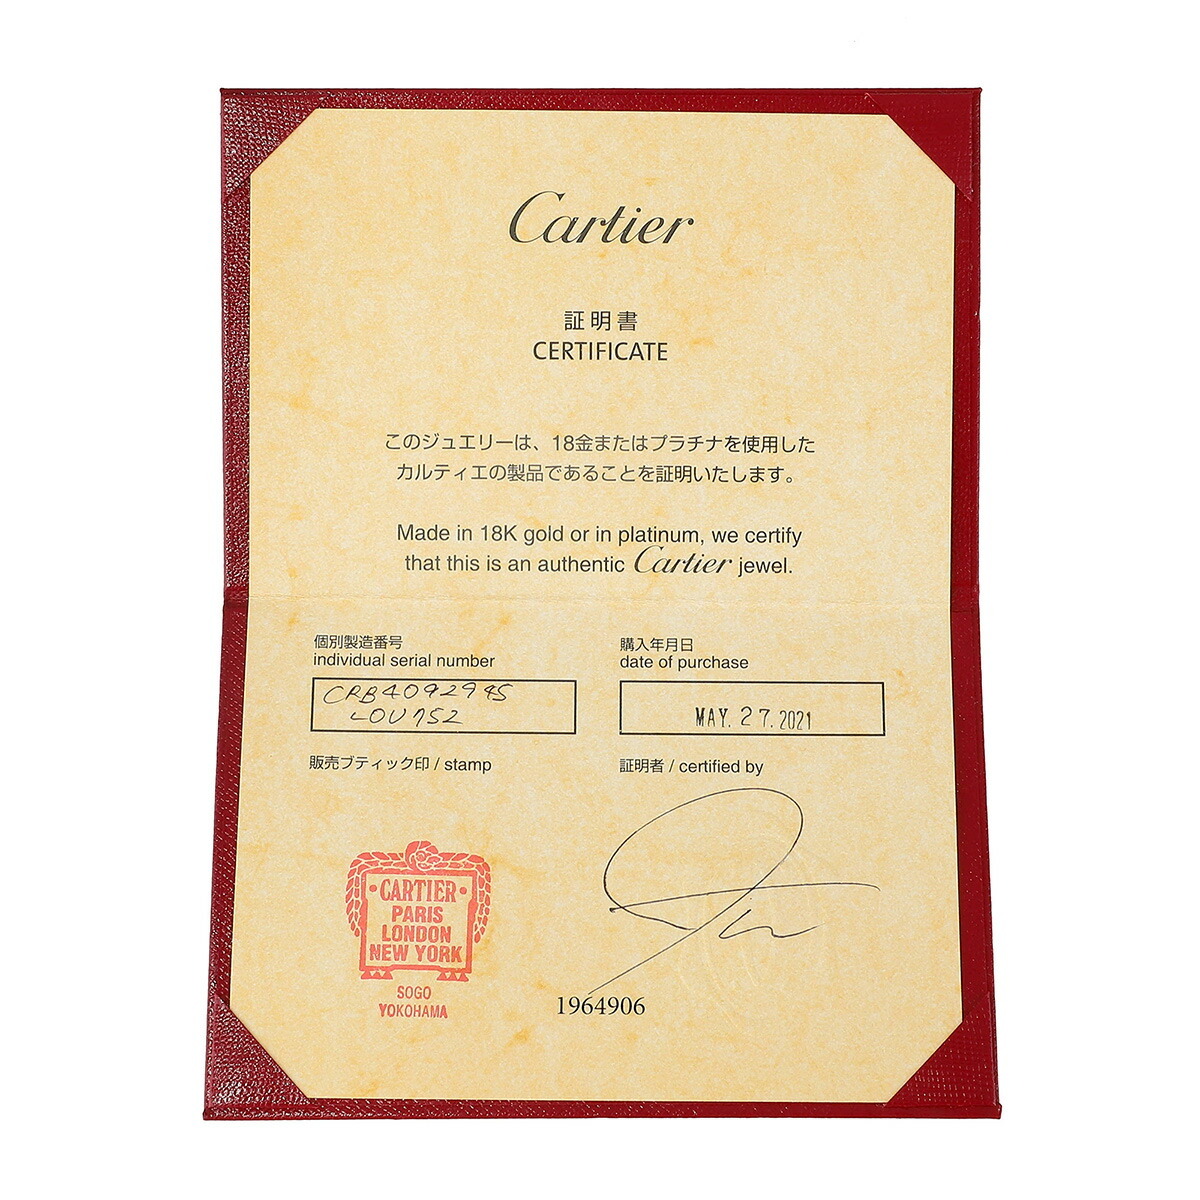 Cartier
証明書
CERTIFICATE
このジュエリーは、18金またはプラチナを使用した
カルティエの製品であることを証明いたします。
Made in 18K gold or in platinum, we certify
that this is an authentic Cartier jewel.
個別製造番号
individual serial number
CRB4092945
LOU752
購入年月日
date of purchase
MAY. 27. 2021
販売ブティック印 / stamp
証明者 / certified by
CARTIER
PARIS
LONDON
NEW YORK
SOGO
YOKOHAMA
1964906